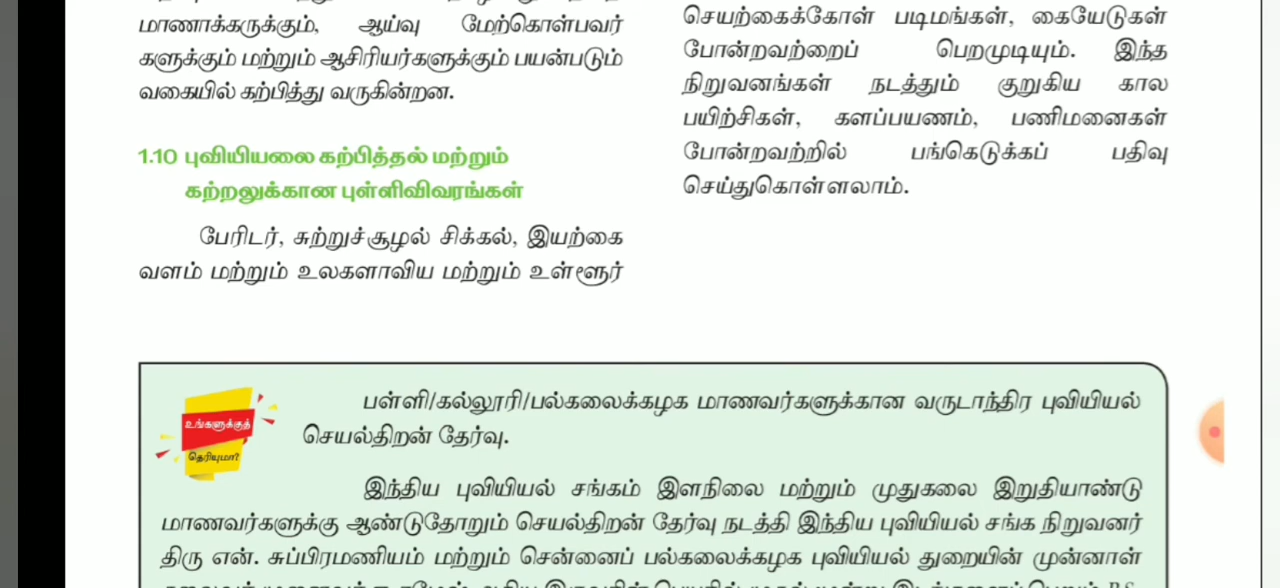 மாணாக்கருக்கும், ஆய்வு மேற்கொள்பவர்
களுக்கும் மற்றும் ஆசிரியர்களுக்கும் பயன்படும்
வகையில் கற்பித்து வருகின்றன.
1.10 புவியியலை கற்பித்தல் மற்றும்
கற்றலுக்கான புள்ளிவிவரங்கள்
பேரிடர், சுற்றுச்சூழல் சிக்கல், இயற்கை
வளம் மற்றும் உலகளாவிய மற்றும் உள்ளூர்
செயற்கைக்கோள் படிமங்கள், கையேடுகள்
போன்றவற்றைப் பெறமுடியும். இந்த
நிறுவனங்கள் நடத்தும் குறுகிய கால
பயிற்சிகள், களப்பயணம், பணிமனைகள்
போன்றவற்றில் பங்கெடுக்கப் பதிவு
செய்துகொள்ளலாம்.
உங்களுக்குத்
தெரியுமா?
பள்ளி/கல்லூரி/பல்கலைக்கழக மாணவர்களுக்கான வருடாந்திர புவியியல்
செயல்திறன் தேர்வு.
இந்திய புவியியல் சங்கம் இளநிலை மற்றும் முதுகலை இறுதியாண்டு
மாணவர்களுக்கு ஆண்டுதோறும் செயல்திறன் தேர்வு நடத்தி இந்திய புவியியல் சங்க நிறுவனர்
திரு என். சுப்பிரமணியம் மற்றும் சென்னைப் பல்கலைக்கழக புவியியல் துறையின் முன்னாள்